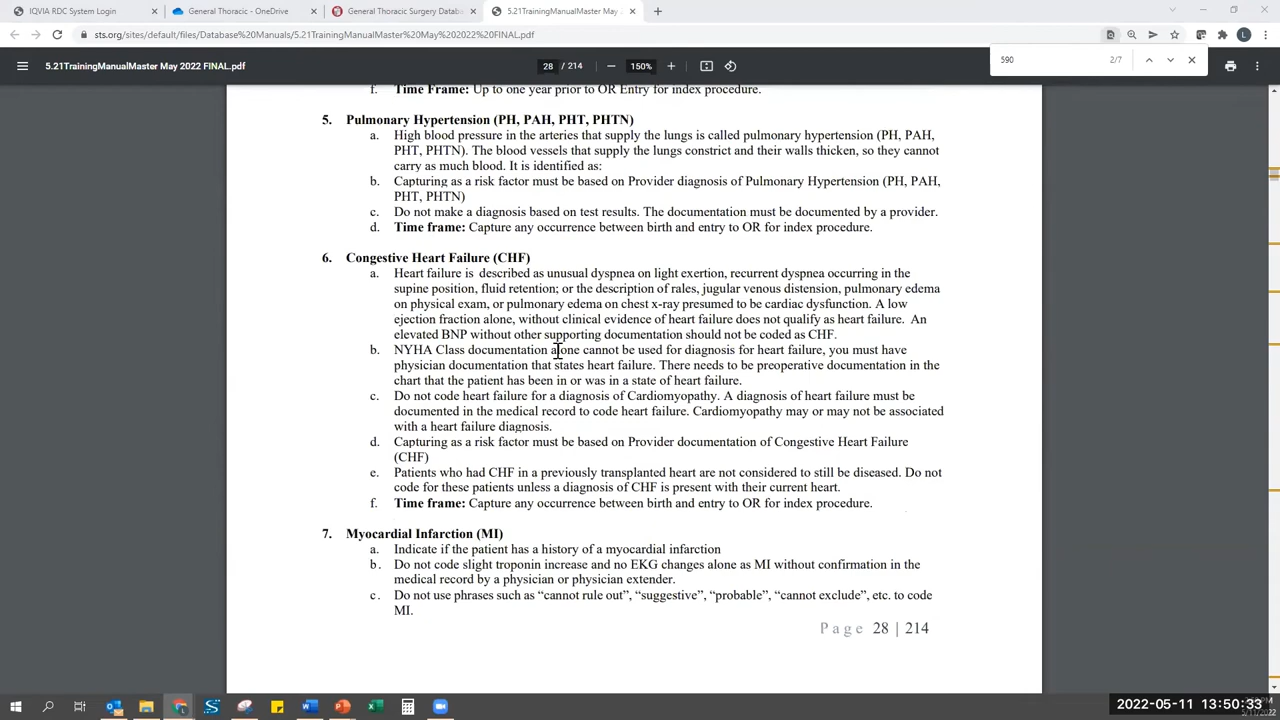 IQVIA RDC System Login
General Thoracic - OneDrive
General Thoracic Surgery Datab
5.21TrainingManualMaster May
sts.org/sites/default/files/Database%20Manuals/5.21TrainingManualMaster%20May%202022%20FINAL.pdf
L
5.21TrainingManualMaster May 2022 FINAL.pdf
28 / 214
150%
590
2/7
f. Time Frame: Up to one year prior to OR Entry for index procedure.
5. Pulmonary Hypertension (PH, PAH, PHT, PHTN)
a. High blood pressure in the arteries that supply the lungs is called pulmonary hypertension (PH, PAH,
PHT, PHTN). The blood vessels that supply the lungs constrict and their walls thicken, so they cannot
carry as much blood. It is identified as:
b. Capturing as a risk factor must be based on Provider diagnosis of Pulmonary Hypertension (PH, PAH,
PHT, PHTN)
c. Do not make a diagnosis based on test results. The documentation must be documented by a provider.
d. Time frame: Capture any occurrence between birth and entry to OR for index procedure.
6. Congestive Heart Failure (CHF)
a. Heart failure is described as unusual dyspnea on light exertion, recurrent dyspnea occurring in the
supine position, fluid retention; or the description of rales, jugular venous distension, pulmonary edema
on physical exam, or pulmonary edema on chest x-ray presumed to be cardiac dysfunction. A low
ejection fraction alone, without clinical evidence of heart failure does not qualify as heart failure. An
elevated BNP without other supporting documentation should not be coded as CHF.
b. NYHA Class documentation alone cannot be used for diagnosis for heart failure, you must have
physician documentation that states heart failure. There needs to be preoperative documentation in the
chart that the patient has been in or was in a state of heart failure.
c. Do not code heart failure for a diagnosis of Cardiomyopathy. A diagnosis of heart failure must be
documented in the medical record to code heart failure. Cardiomyopathy may or may not be associated
with a heart failure diagnosis.
d. Capturing as a risk factor must be based on Provider documentation of Congestive Heart Failure
(CHF)
e. Patients who had CHF in a previously transplanted heart are not considered to still be diseased. Do not
code for these patients unless a diagnosis of CHF is present with their current heart.
f. Time frame: Capture any occurrence between birth and entry to OR for index procedure.
7. Myocardial Infarction (MI)
a. Indicate if the patient has a history of a myocardial infarction
b. Do not code slight troponin increase and no EKG changes alone as MI without confirmation in the
medical record by a physician or physician extender.
c. Do not use phrases such as “cannot rule out”, “suggestive”, “probable”, “cannot exclude”, etc. to code
MI.
Page 28 | 214
2022-05-11 13:50:33